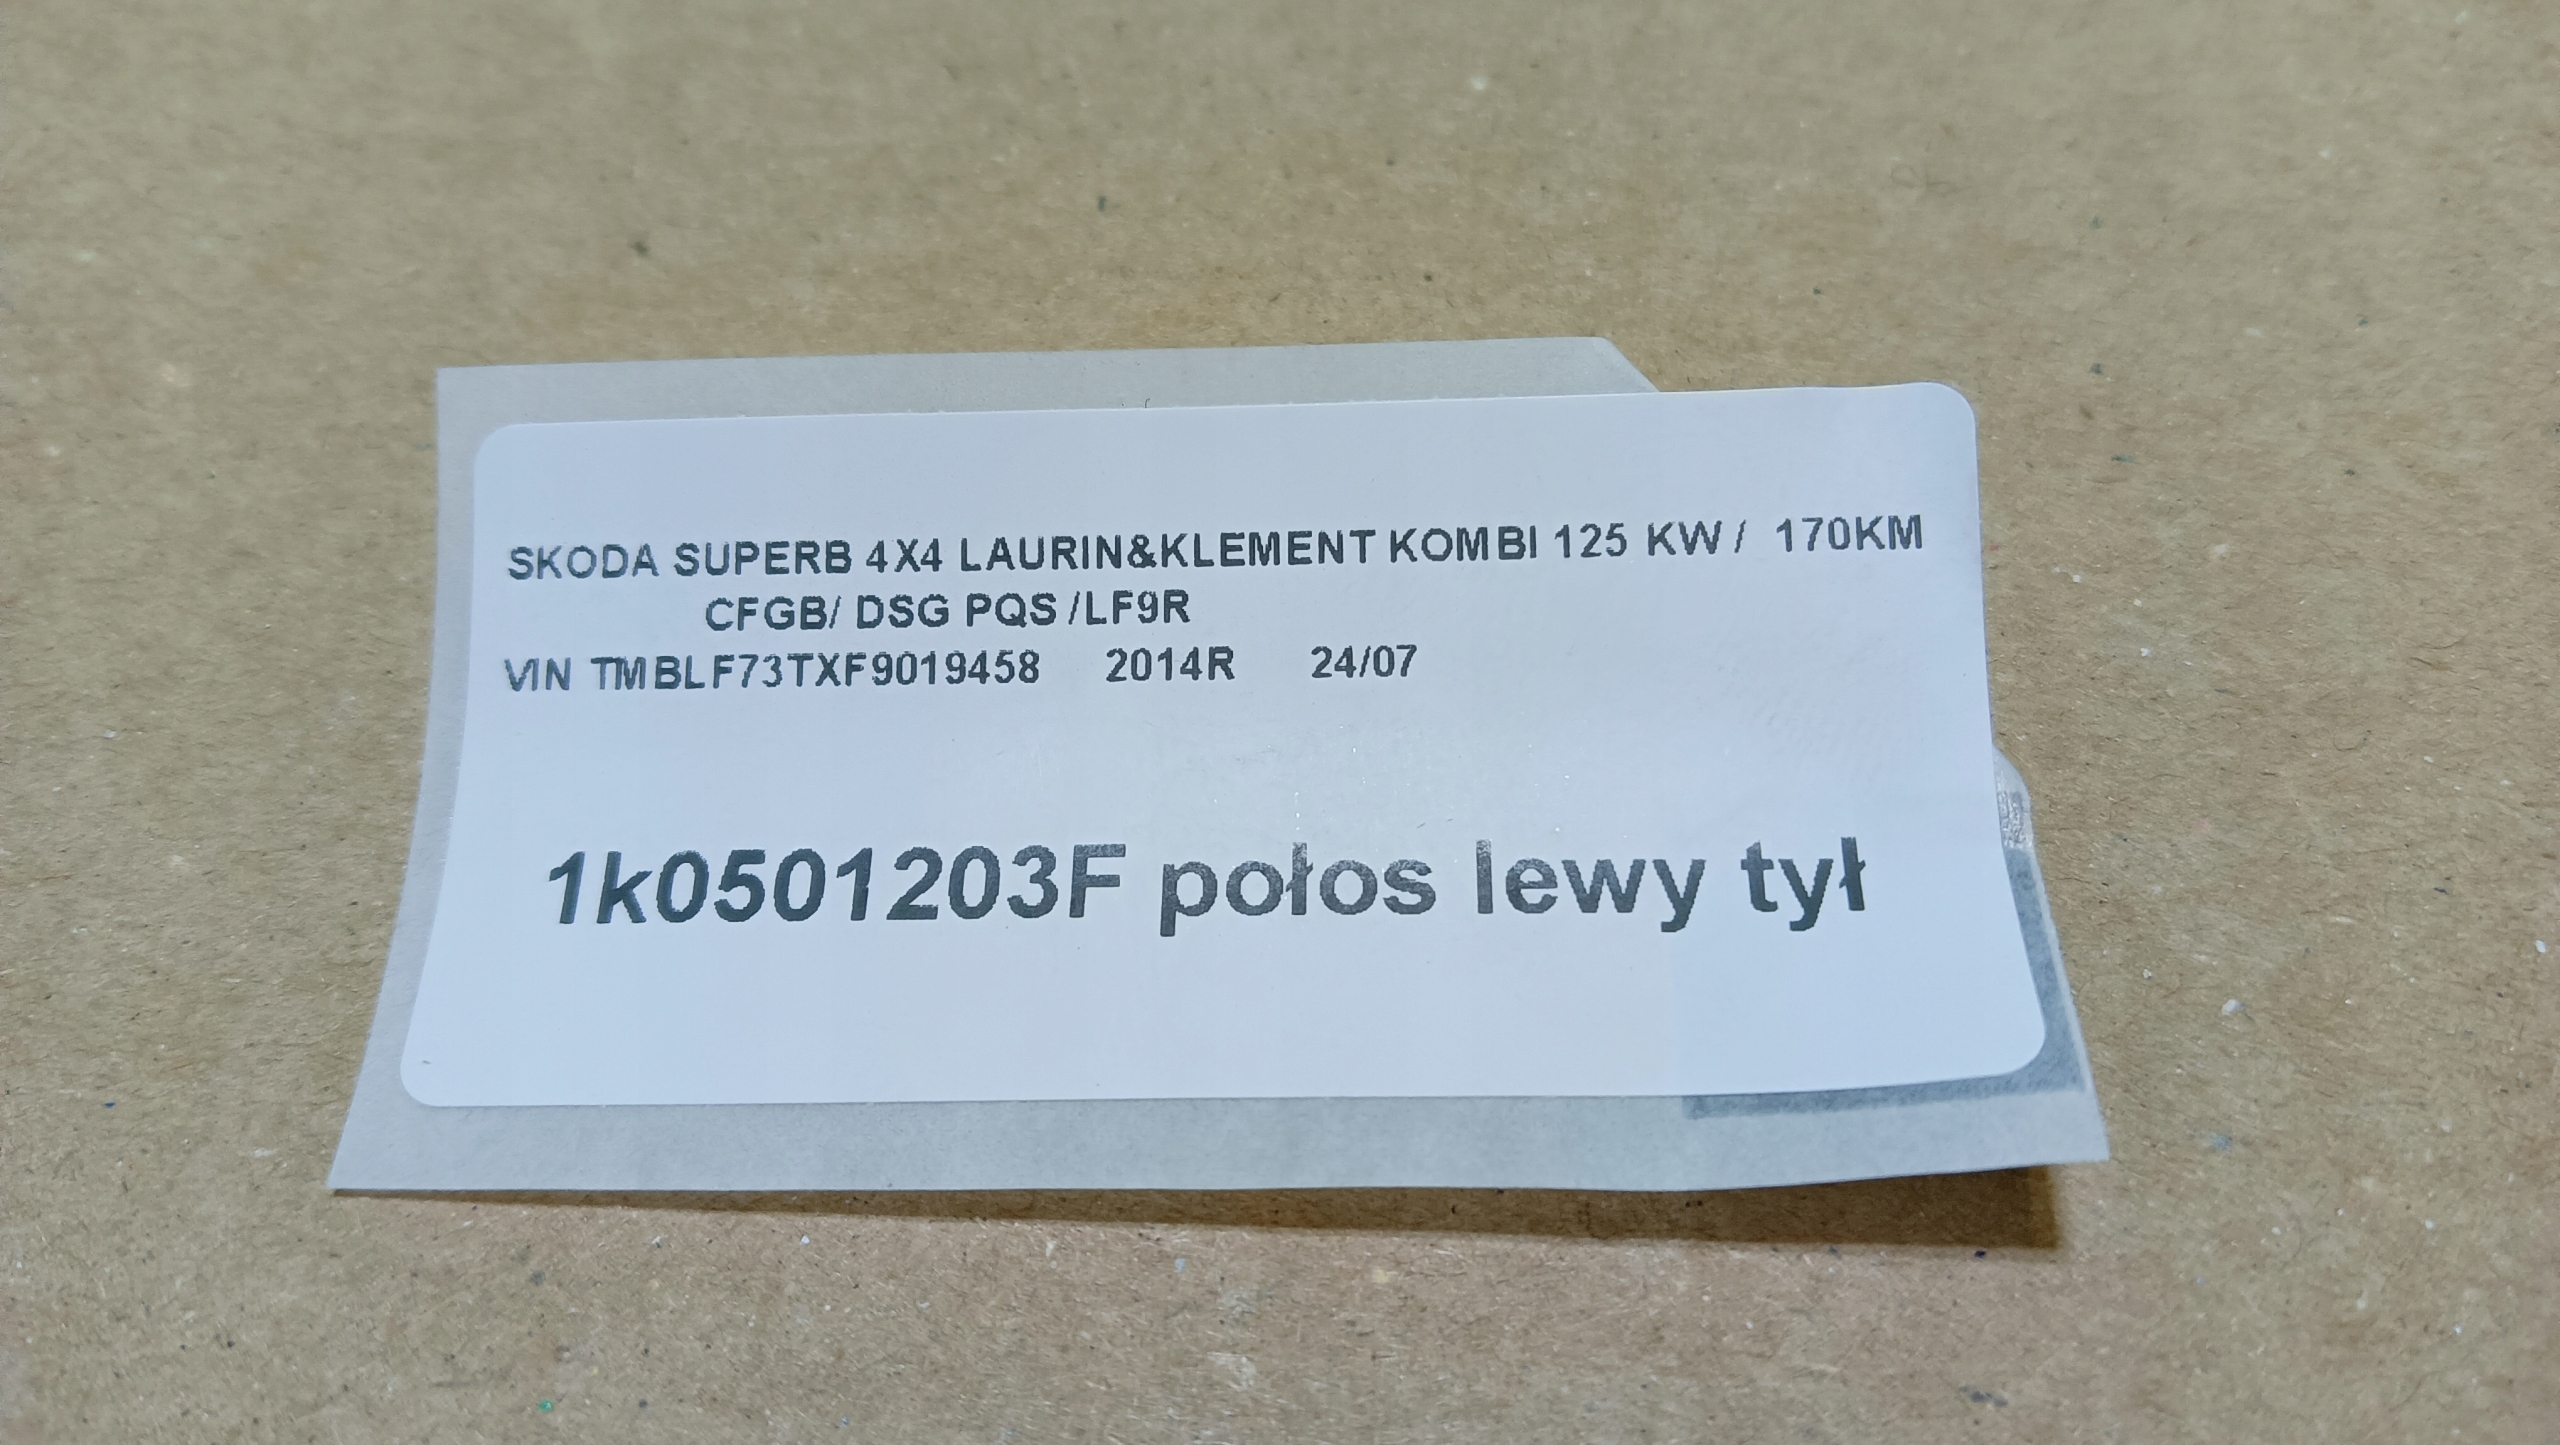 SKODA SUPERB 4X4 LAURIN&KLEMENT KOMBI 125 KW / 170KM
CFGB/ DSG PQS /LF9R
VIN TMBLF73TXF9019458 2014R 24/07
1k0501203F połos lewy tył